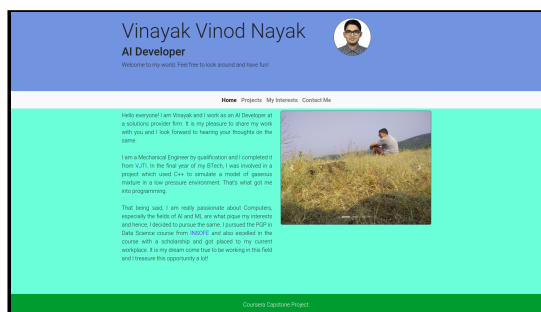 Vinayak Vinod Nayak
AI Developer
Welcome to my world. Feel free to look around and have fun!
Home Projects My Interests Contact Me
Hello everyone! I am Vinayak and I work as an AI Developer at
a solutions provider firm. It is my pleasure to share my work
with you and I look forward to hearing your thoughts on the
same.
I am a Mechanical Engineer by qualification and I completed it
from VJTI. In the final year of my BTech, I was involved in a
project which used C++ to simulate a model of gaseous
mixture in a low pressure environment. That's what got me
into programming.
That being said, I am really passionate about Computers,
especially the fields of AI and ML are what pique my interests
and hence, I decided to pursue the same. I pursued the PGP in
Data Science course from INSOFE and also excelled in the
course with a scholarship and got placed to my current
workplace. It is my dream come true to be working in this field
and I treasure this opportunity a lot!
Coursera Capstone Project